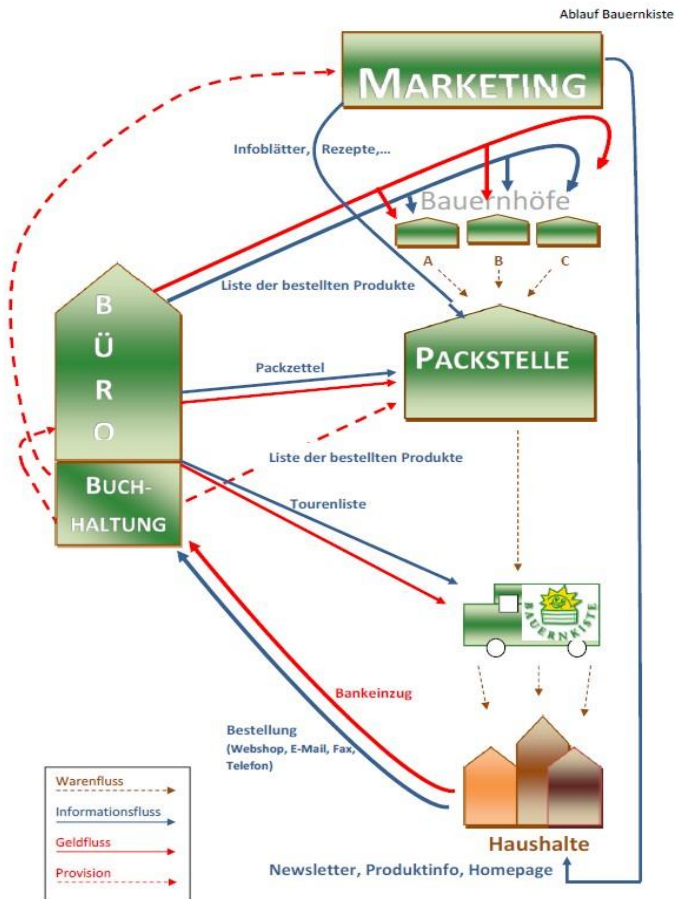 Ablauf Bauernkiste
MARKETING
Infoblätter, Rezepte,...
Bauernhöfe
A B C
Liste der bestellten Produkte
BÜRO
PACKSTELLE
Packzettel
Liste der bestellten Produkte
BUCH-
HALTUNG
Tourenliste
BAUERNKISTE
Bankeinzug
Bestellung
(Webshop, E-Mail, Fax,
Telefon)
Warenfluss
Informationsfluss
Geldfluss
Provision
Haushalte
Newsletter, Produktinfo, Homepage